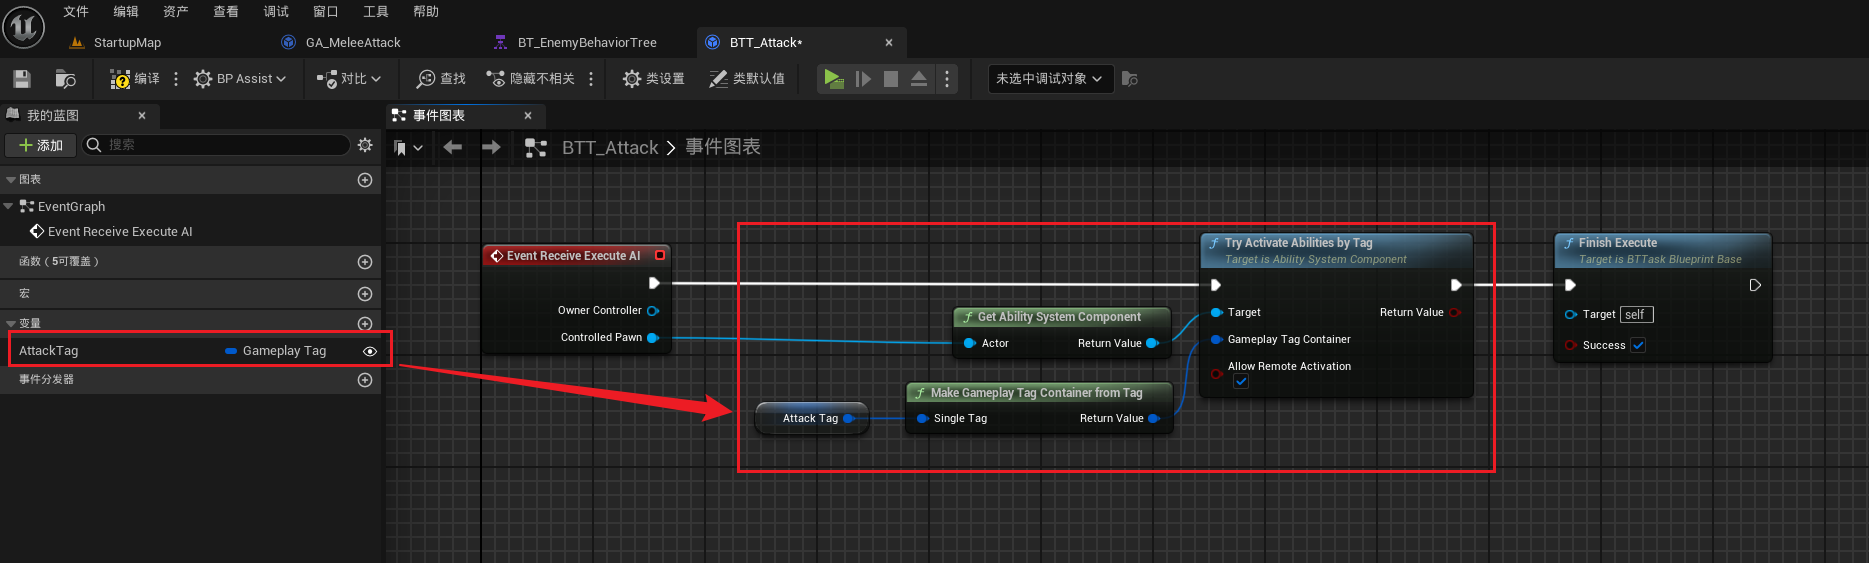 文件 编辑 资产 查看 调试 窗口 工具 帮助
StartupMap GA_MeleeAttack BT_EnemyBehaviorTree BTT_Attack*
编译 BP Assist 对比 查找 隐藏不相关 类设置 类默认值 未选中调试对象
我的蓝图
事件图表
添加 搜索
BTT_Attack > 事件图表
图表
EventGraph
Event Receive Execute AI
函数（5可覆盖）
宏
变量
AttackTag Gameplay Tag
事件分发器
Event Receive Execute AI
Owner Controller
Controlled Pawn
Get Ability System Component
Actor Return Value
Attack Tag
Make Gameplay Tag Container from Tag
Single Tag Return Value
Try Activate Abilities by Tag
Target is Ability System Component
Target Return Value
Gameplay Tag Container
Allow Remote Activation
Finish Execute
Target is BTTask Blueprint Base
Target self
Success